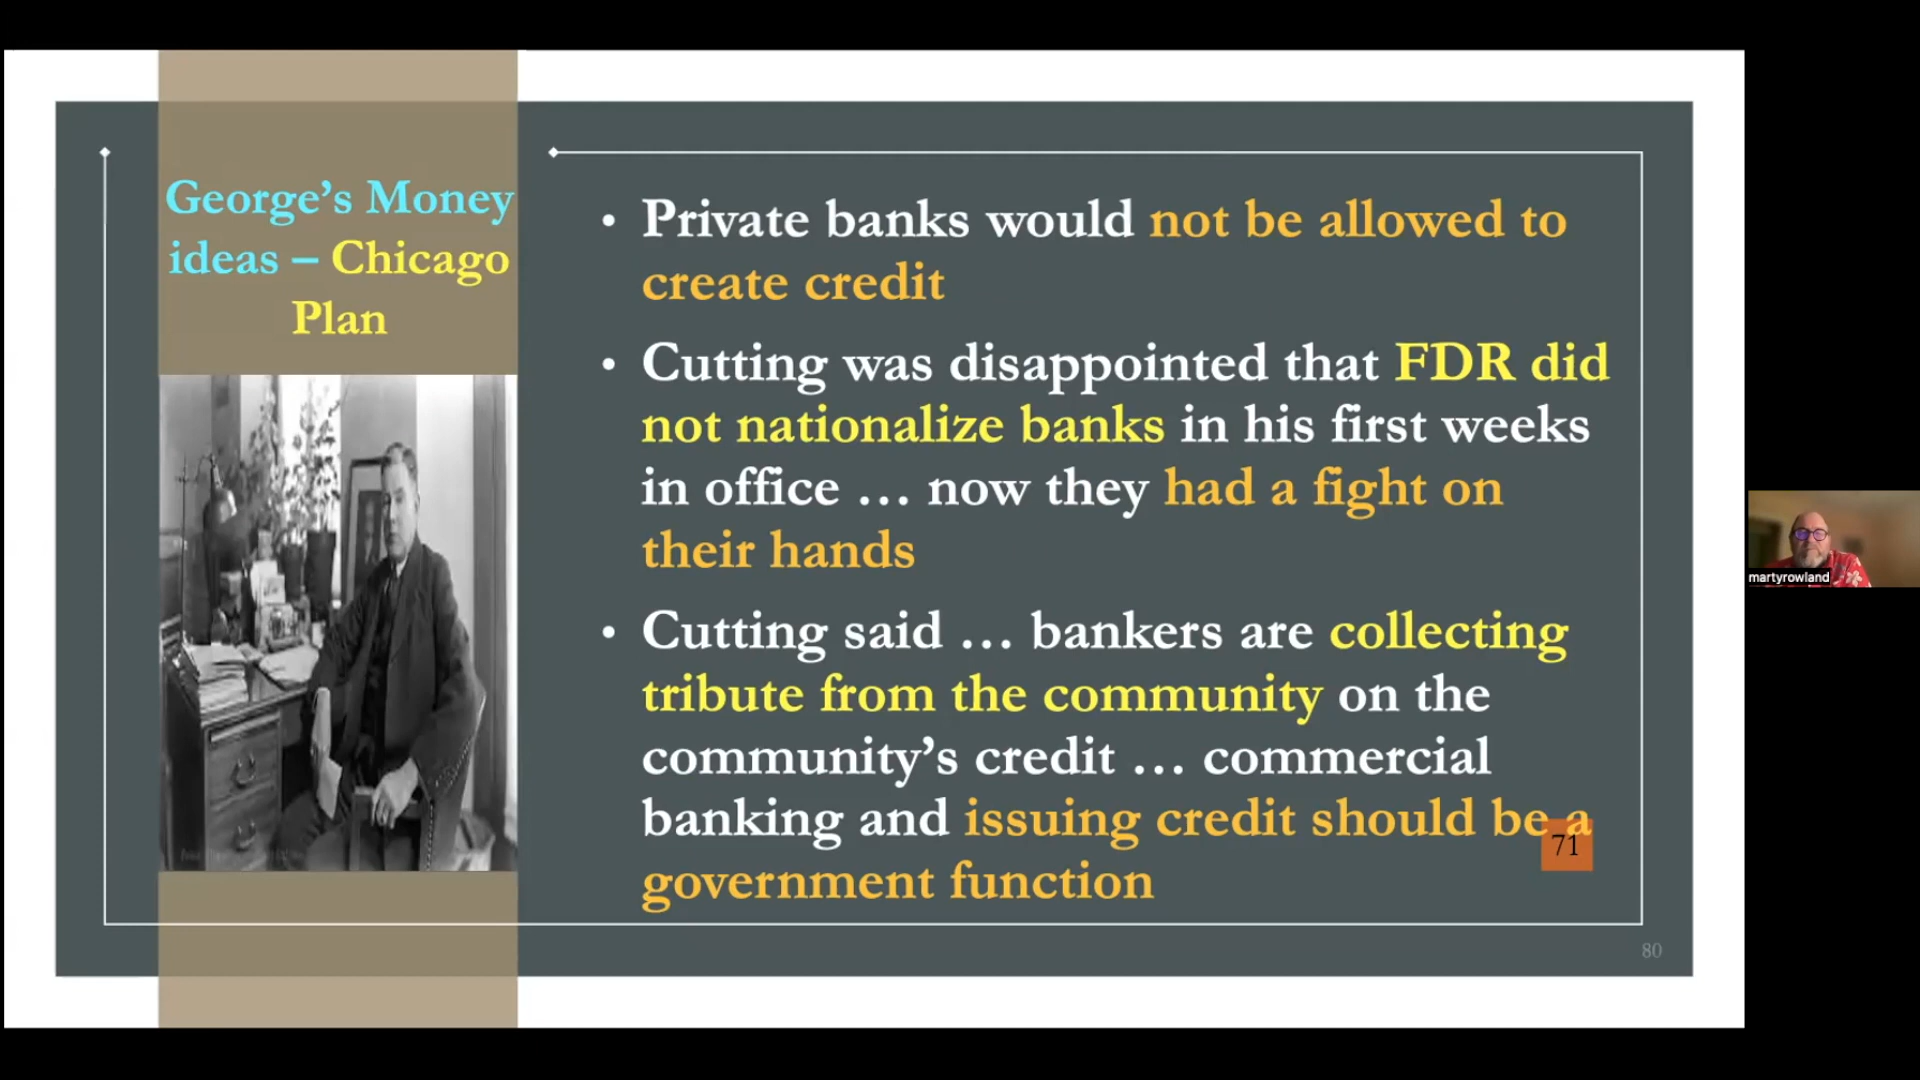 George's Money
ideas – Chicago
Plan
• Private banks would not be allowed to
create credit
• Cutting was disappointed that FDR did
not nationalize banks in his first weeks
in office … now they had a fight on
their hands
• Cutting said … bankers are collecting
tribute from the community on the
community's credit … commercial
banking and issuing credit should be a
government function
71
80
martyrowland